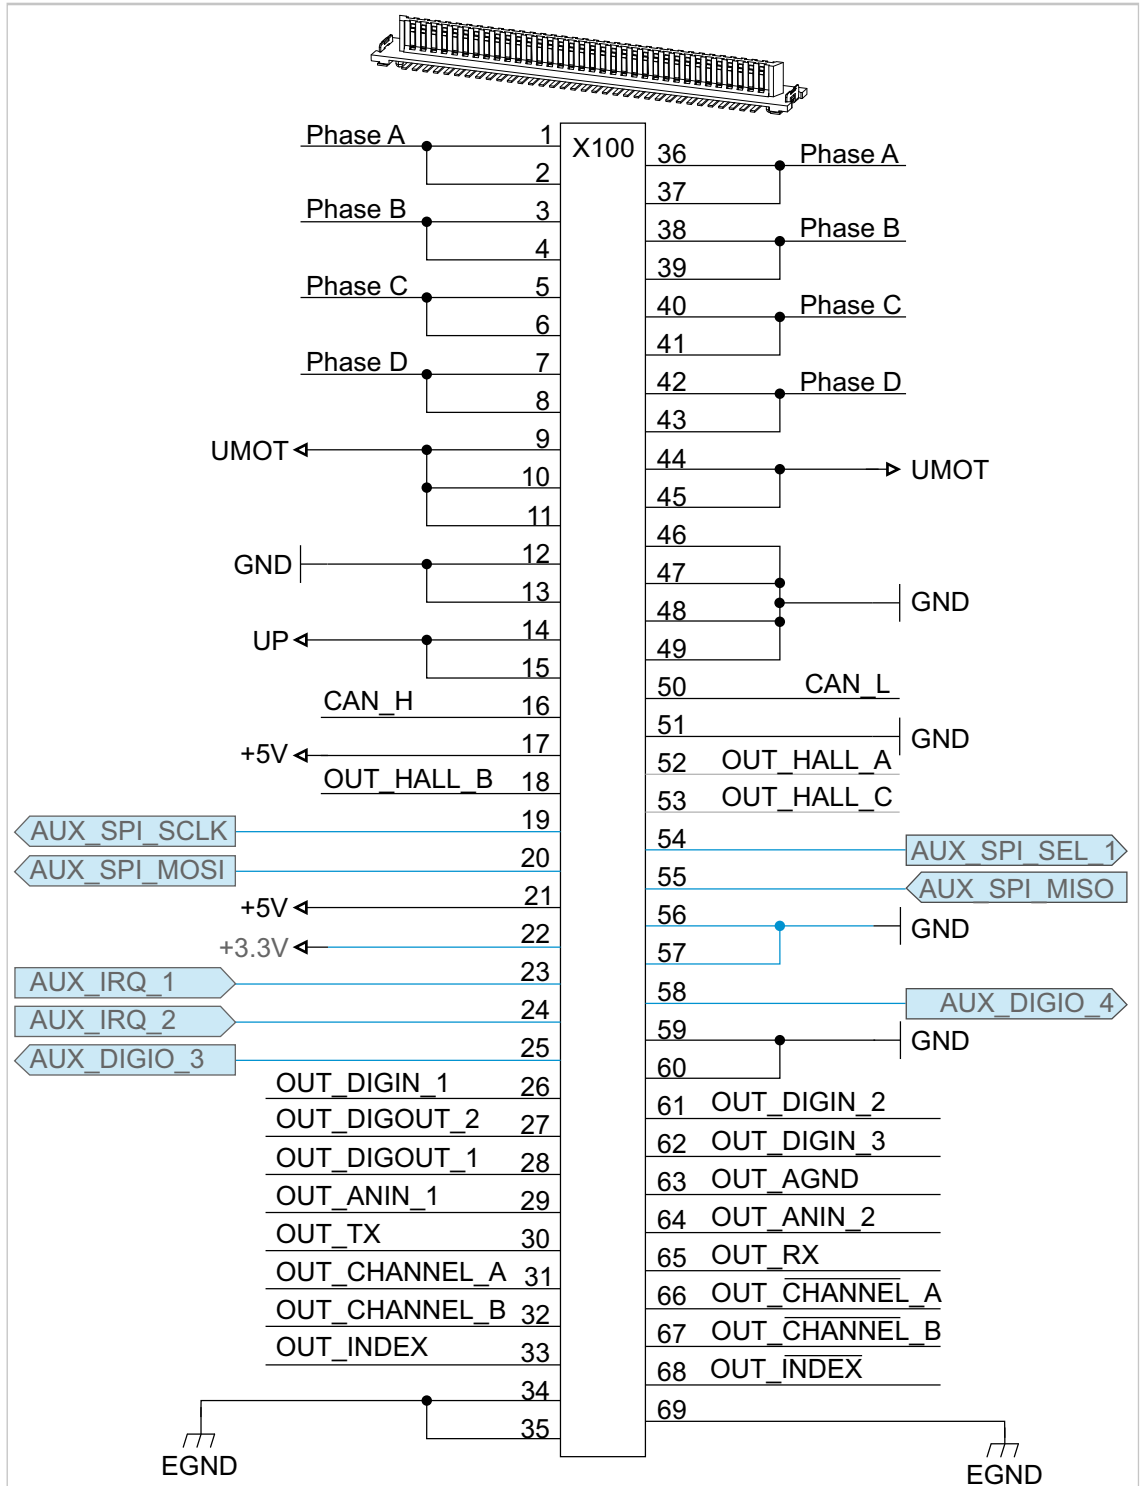 X100
Phase A 1
2
Phase B 3
4
Phase C 5
6
Phase D 7
8
UMOT 9
10
11
GND 12
13
UP 14
15
CAN_H 16
+5V 17
OUT_HALL_B 18
AUX_SPI_SCLK 19
AUX_SPI_MOSI 20
+5V 21
+3.3V 22
AUX_IRQ_1 23
AUX_IRQ_2 24
AUX_DIGIO_3 25
OUT_DIGIN_1 26
OUT_DIGOUT_2 27
OUT_DIGOUT_1 28
OUT_ANIN_1 29
OUT_TX 30
OUT_CHANNEL_A 31
OUT_CHANNEL_B 32
OUT_INDEX 33
34
35
EGND
36 Phase A
37
38 Phase B
39
40 Phase C
41
42 Phase D
43
44 UMOT
45
46
47
48 GND
49
50 CAN_L
51 GND
52 OUT_HALL_A
53 OUT_HALL_C
54 AUX_SPI_SEL_1
55 AUX_SPI_MISO
56 GND
57
58 AUX_DIGIO_4
59 GND
60
61 OUT_DIGIN_2
62 OUT_DIGIN_3
63 OUT_AGND
64 OUT_ANIN_2
65 OUT_RX
66 OUT_C̅H̅A̅N̅N̅E̅L̅_A
67 OUT_C̅H̅A̅N̅N̅E̅L̅_B
68 OUT_I̅N̅D̅E̅X̅
69
EGND